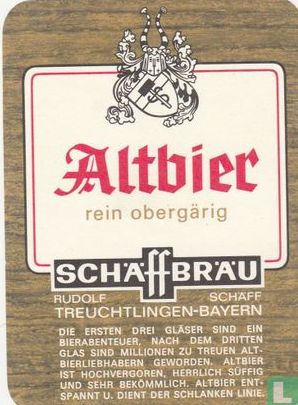 Altbier
rein obergärig
SCHÄffBRÄU
RUDOLF SCHÄFF
TREUCHTLINGEN-BAYERN
DIE ERSTEN DREI GLÄSER SIND EIN
BIERABENTEUER, NACH DEM DRITTEN
GLAS SIND MILLIONEN ZU TREUEN ALT-
BIERLIEBHABERN GEWORDEN. ALTBIER
IST HOCHVERGOREN, HERRLICH SÜFFIG
UND SEHR BEKÖMMLICH. ALTBIER ENT-
SPANNT U. DIENT DER SCHLANKEN LINIE.
L